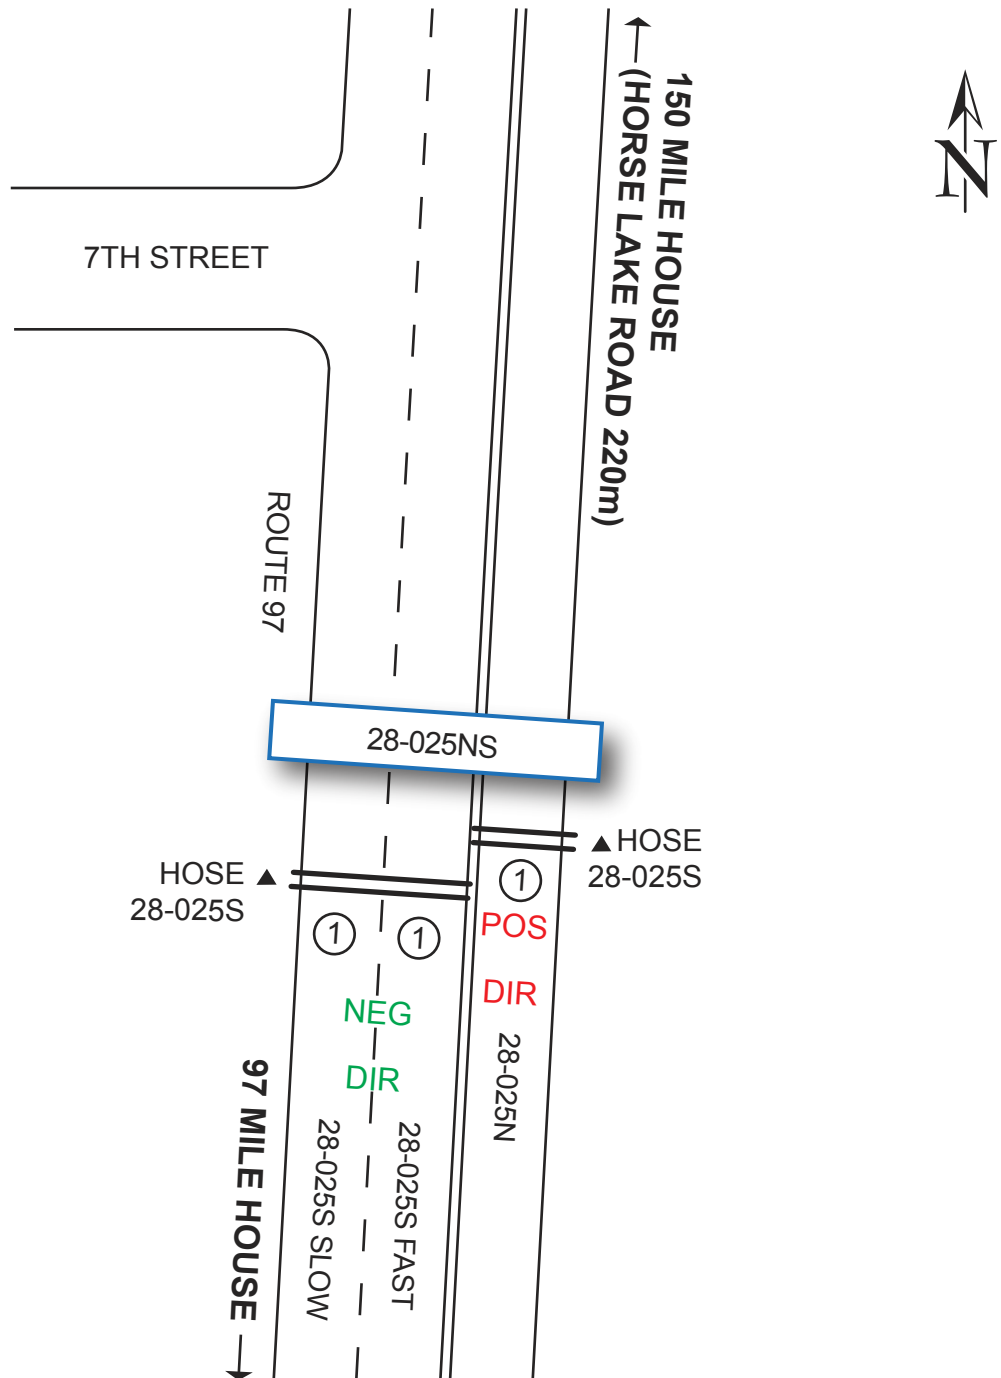 150 MILE HOUSE
(HORSE LAKE ROAD 220m)
N
7TH STREET
ROUTE 97
28-025NS
HOSE
28-025S
HOSE
28-025S
1
1
1
POS
DIR
NEG
DIR
28-025N
97 MILE HOUSE
28-025S SLOW
28-025S FAST